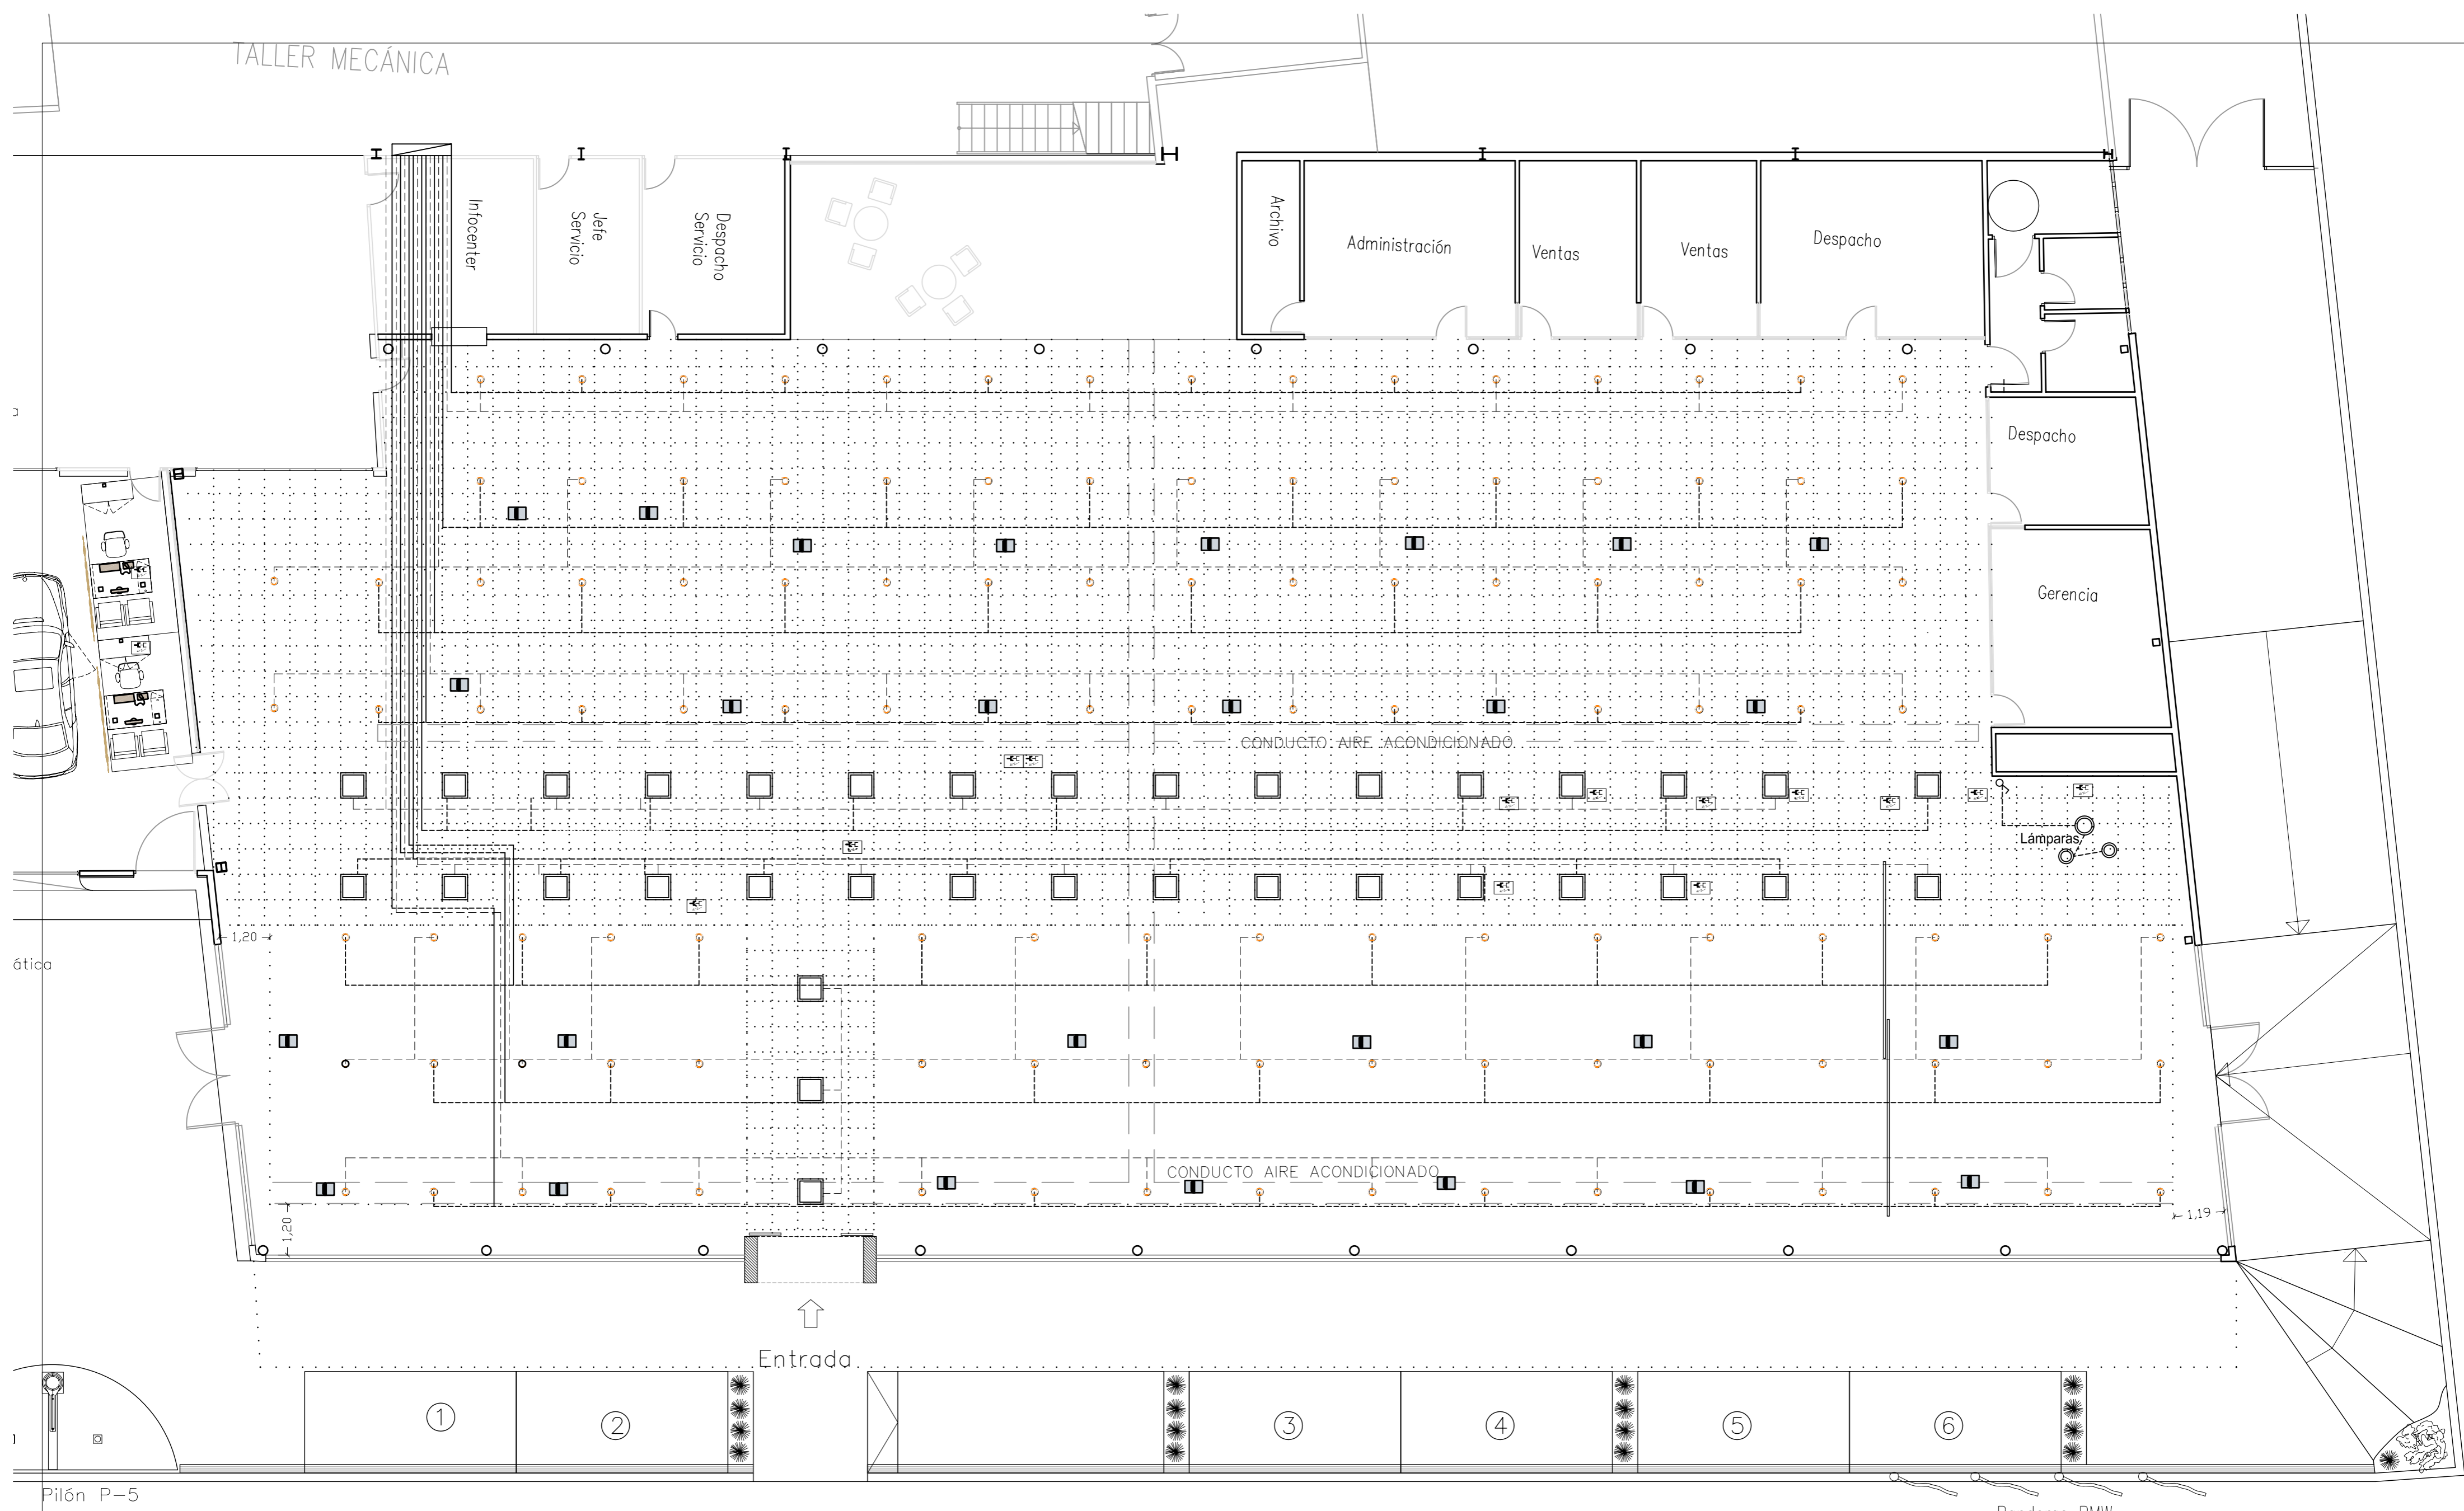 TALLER MECÁNICA
Infocenter
Jefe
Servicio
Despacho
Servicio
Archivo
Administración
Ventas
Ventas
Despacho
a
Despacho
Gerencia
CONDUCTO AIRE ACONDICIONADO
Lámparas
1,20
ática
CONDUCTO AIRE ACONDICIONADO
1,20
1,19
Entrada
1
2
3
4
5
6
Pilón P-5